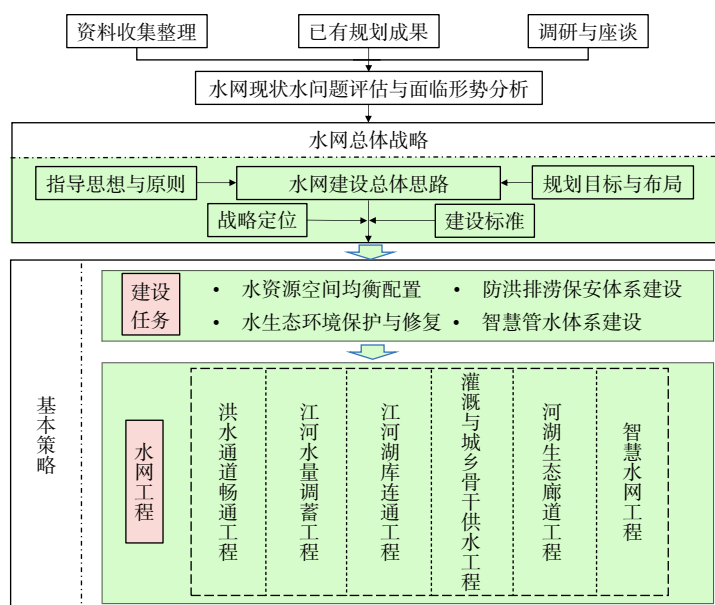 资料收集整理
已有规划成果
调研与座谈
水网现状水问题评估与面临形势分析
水网总体战略
指导思想与原则
水网建设总体思路
规划目标与布局
战略定位
建设标准
基本策略
建设
任务
• 水资源空间均衡配置
• 防洪排涝保安体系建设
• 水生态环境保护与修复
• 智慧管水体系建设
水网工程
洪水通道畅通工程
江河水量调蓄工程
江河湖库连通工程
灌溉与城乡骨干供水工程
河湖生态廊道工程
智慧水网工程